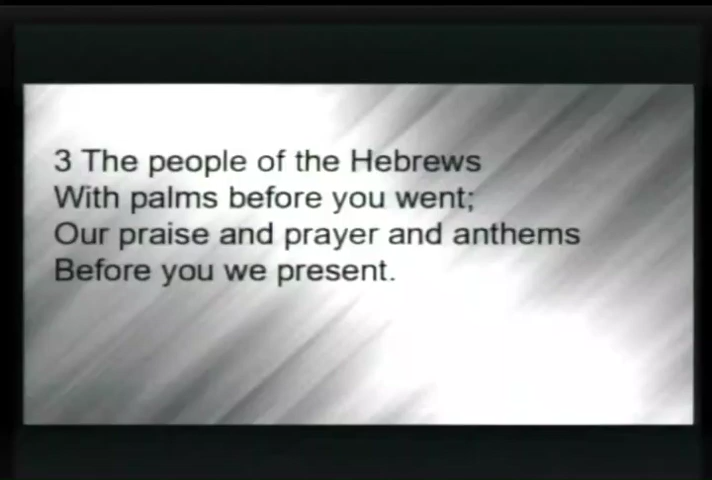 3 The people of the Hebrews
With palms before you went;
Our praise and prayer and anthems
Before you we present.